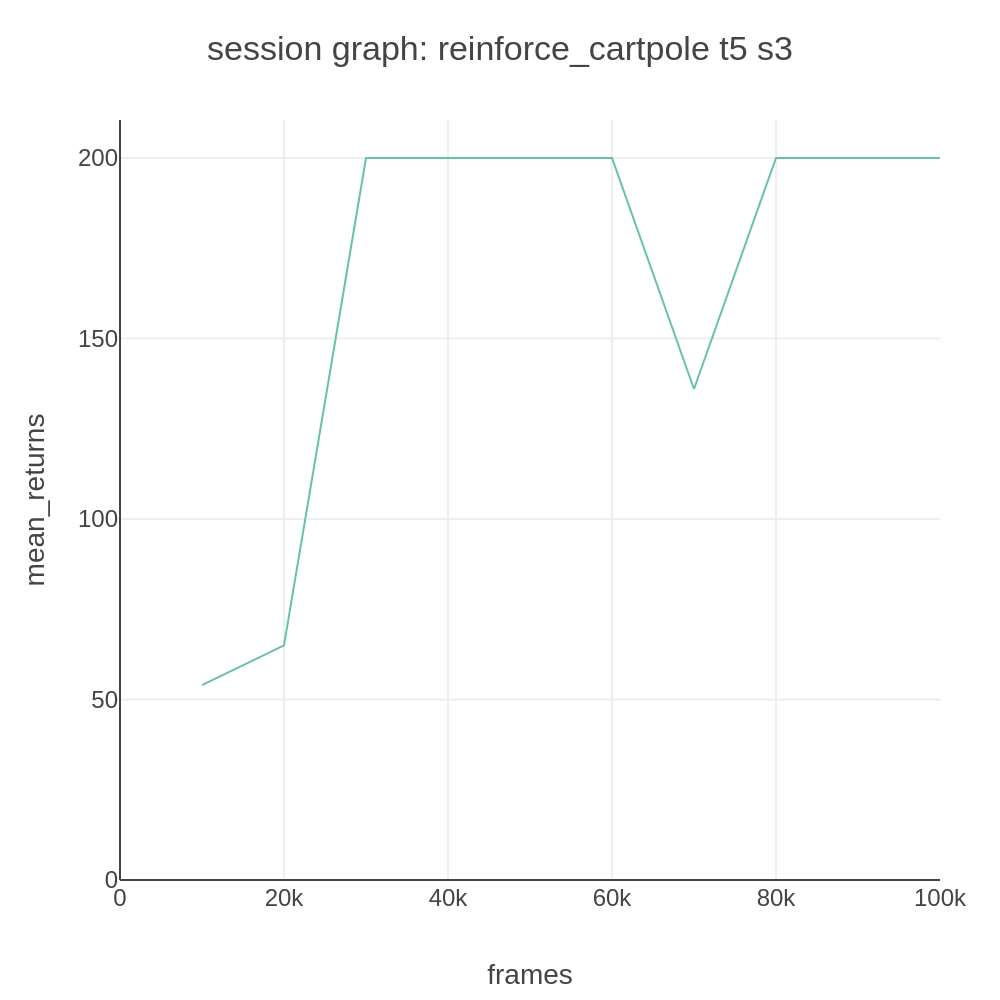 session graph: reinforce_cartpole t5 s3
mean_returns
200
150
100
50
0
0 20k 40k 60k 80k 100k
frames